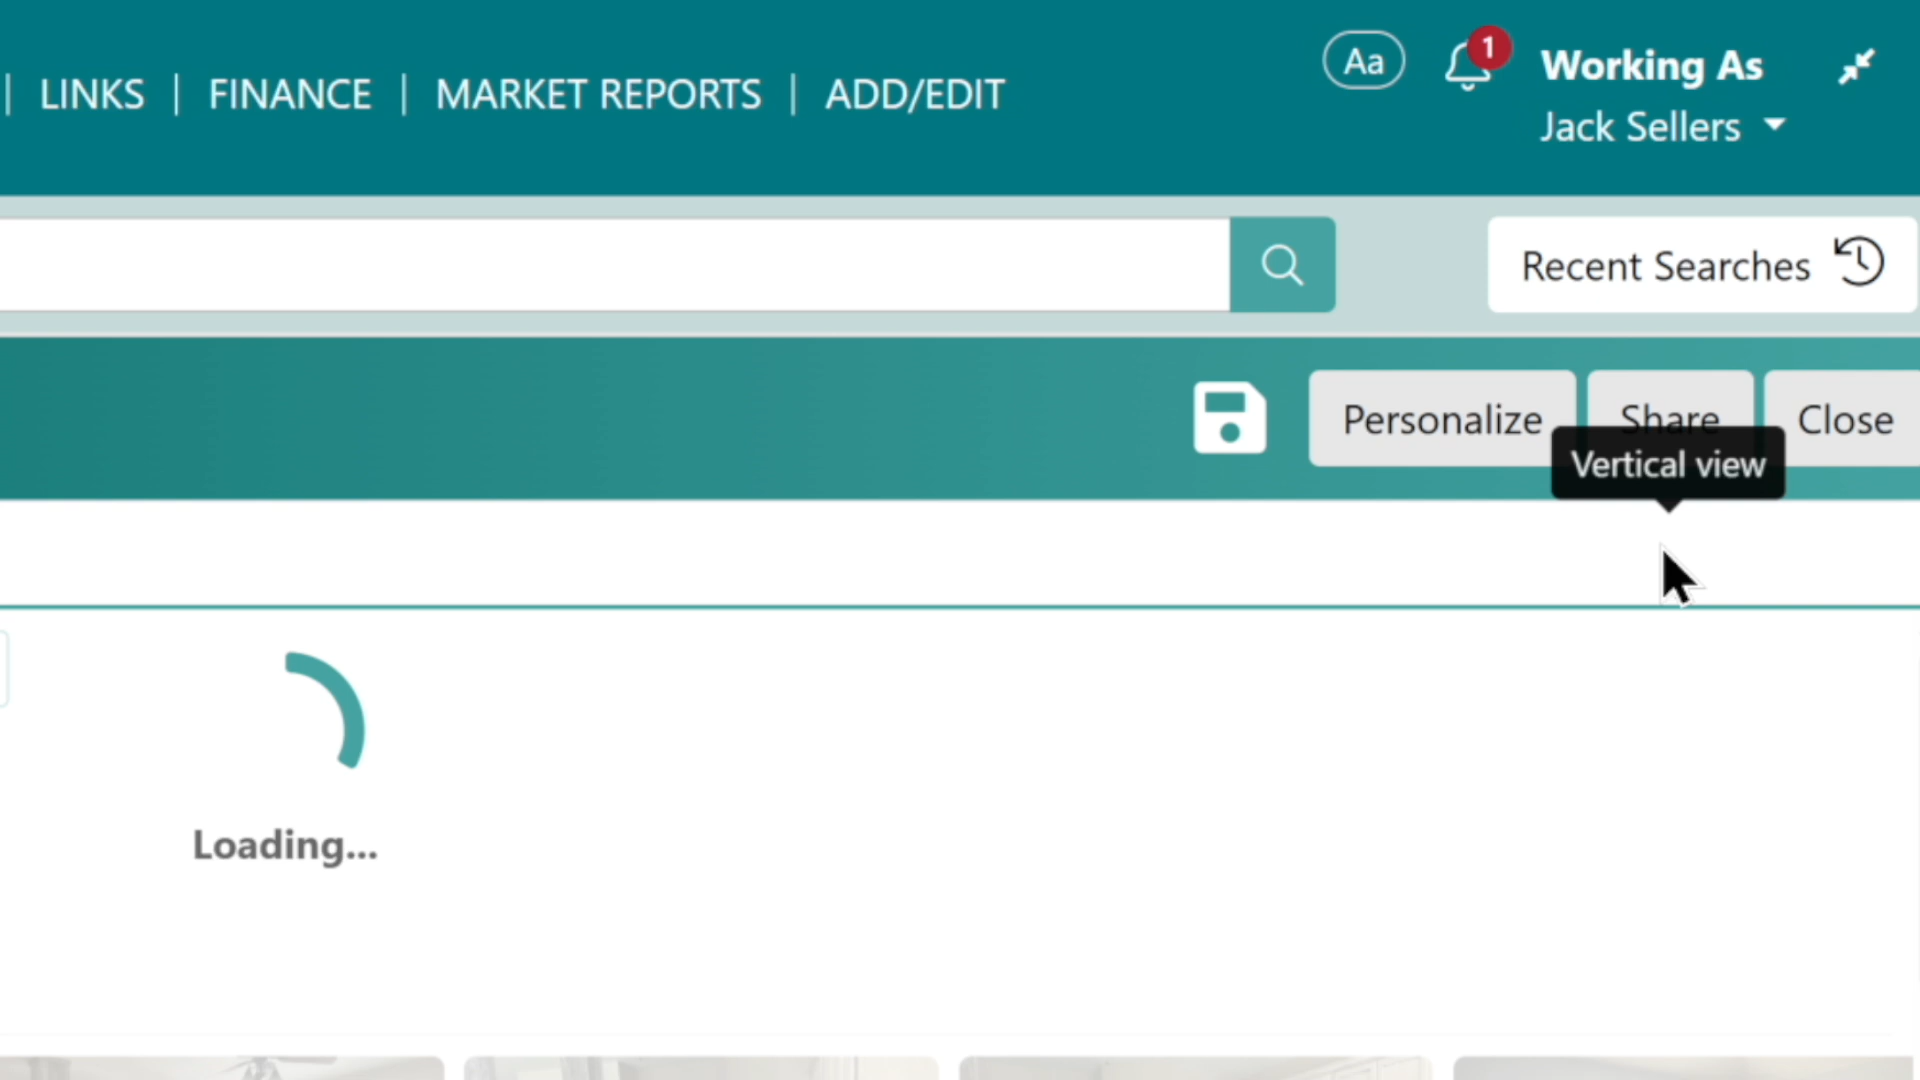 | LINKS | FINANCE | MARKET REPORTS | ADD/EDIT
Aa
1
Working As
Jack Sellers
Recent Searches
Personalize
Share
Close
Vertical view
Loading...